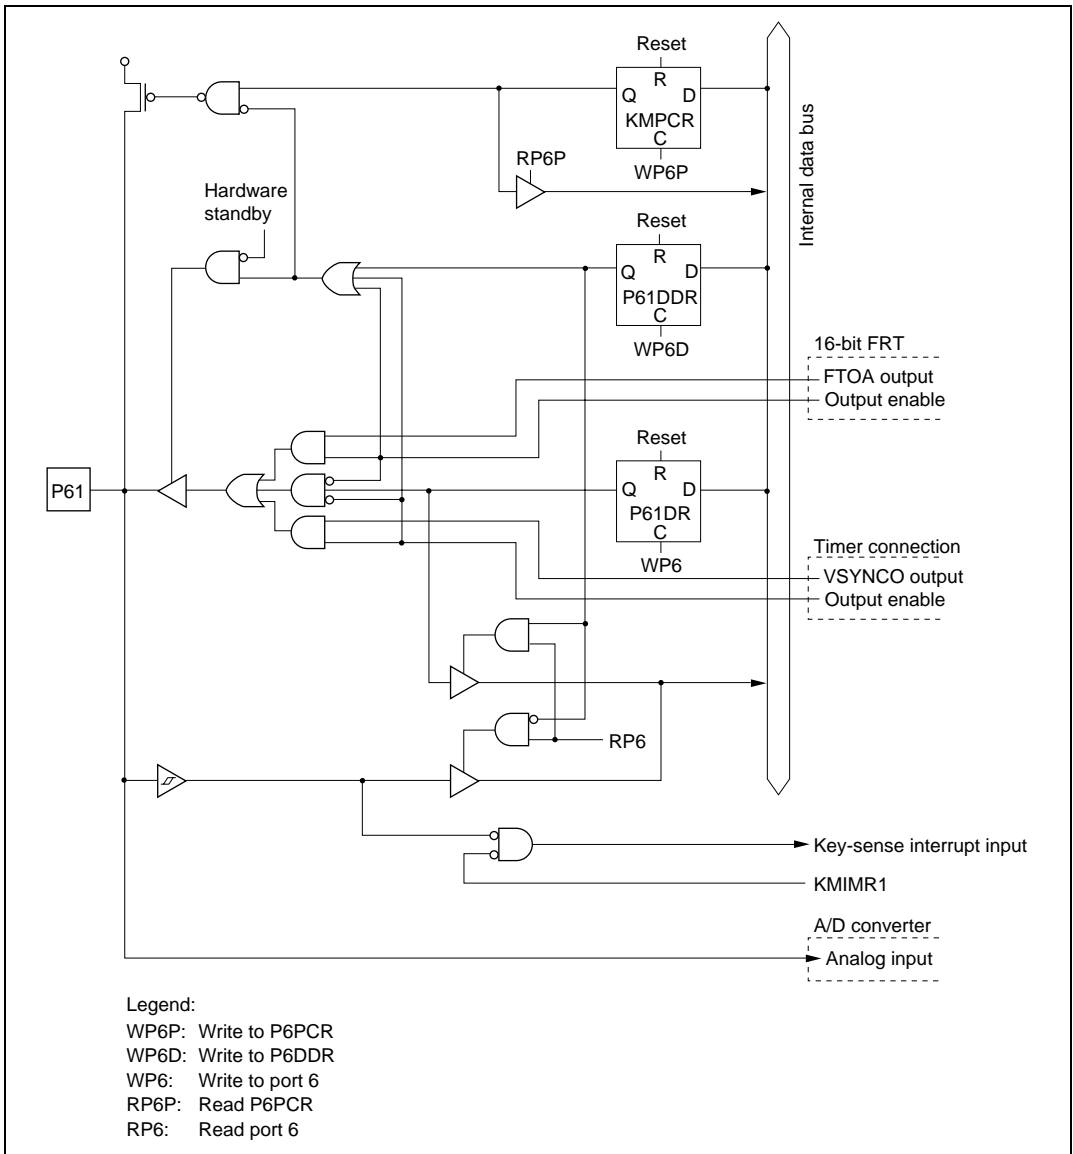 Reset
R
Q D
KMPCR
C
WP6P
RP6P
Internal data bus
Hardware
standby
Reset
R
Q D
P61DDR
C
WP6D
16-bit FRT
FTOA output
Output enable
Reset
R
Q D
P61DR
C
WP6
P61
Timer connection
VSYNCO output
Output enable
RP6
Key-sense interrupt input
KMIMR1
A/D converter
Analog input
Legend:
WP6P: Write to P6PCR
WP6D: Write to P6DDR
WP6: Write to port 6
RP6P: Read P6PCR
RP6: Read port 6